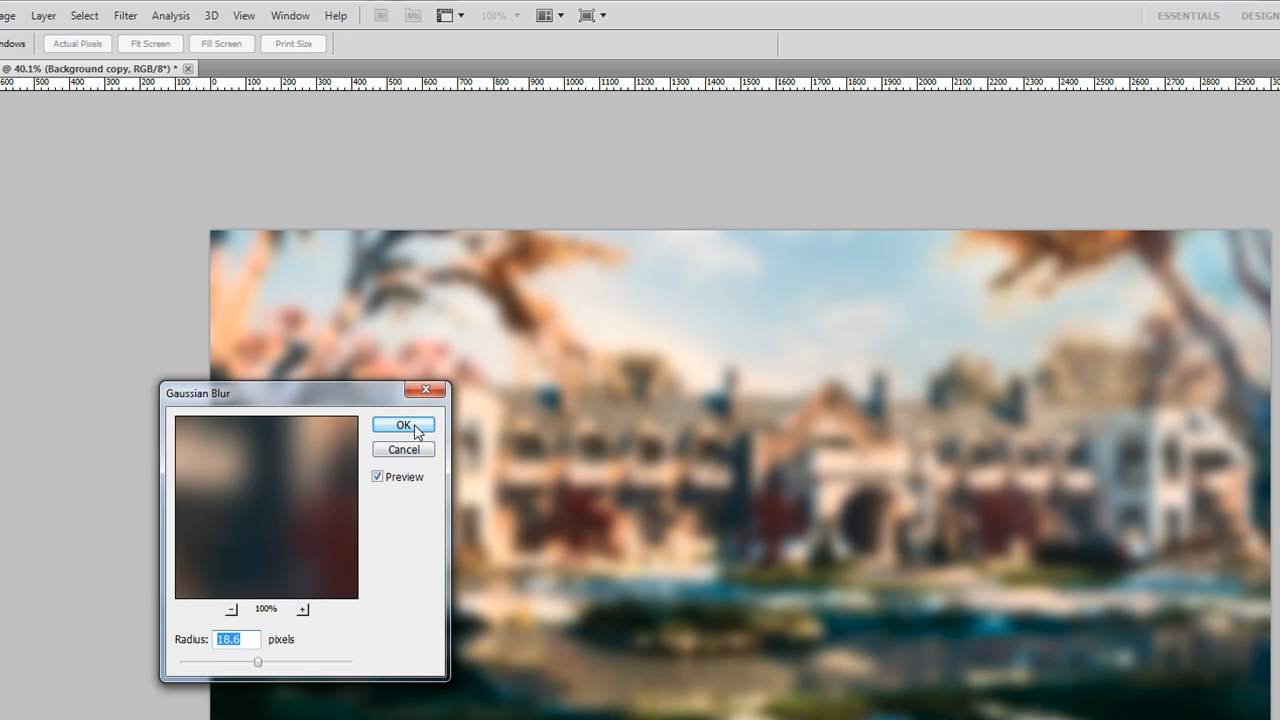 age Layer Select Filter Analysis 3D View Window Help Br Mb 100% ESSENTIALS DESIGN
ndows Actual Pixels Fit Screen Fill Screen Print Size
@ 40.1% (Background copy, RGB/8*) *
600 500 400 300 200 100 0 100 200 300 400 500 600 700 800 900 1000 1100 1200 1300 1400 1500 1600 1700 1800 1900 2000 2100 2200 2300 2400 2500 2600 2700 2800 2900 30
Gaussian Blur
OK
Cancel
Preview
- 100% +
Radius: 18.6 pixels